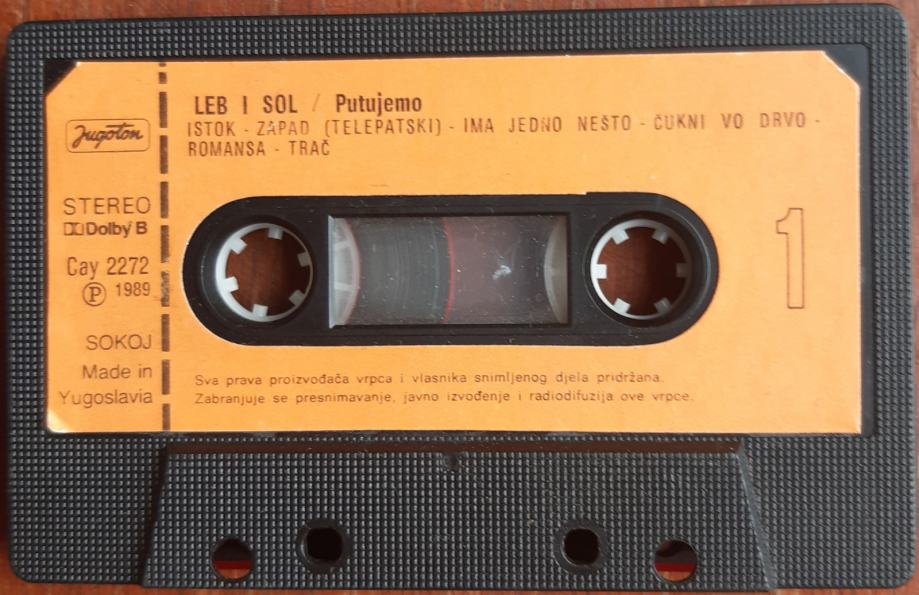 LEB I SOL / Putujemo
ISTOK - ZAPAD (TELEPATSKI) - IMA JEDNO NEŠTO - ČUKNI VO DRVO -
ROMANSA - TRAČ
Jugoton
STEREO
Dolby B
Cay 2272
Ⓟ 1989
SOKOJ
Made in
Yugoslavia
1
Sva prava proizvođača vrpca i vlasnika snimljenog djela pridržana.
Zabranjuje se presnimavanje, javno izvođenje i radiodifuzija ove vrpce.